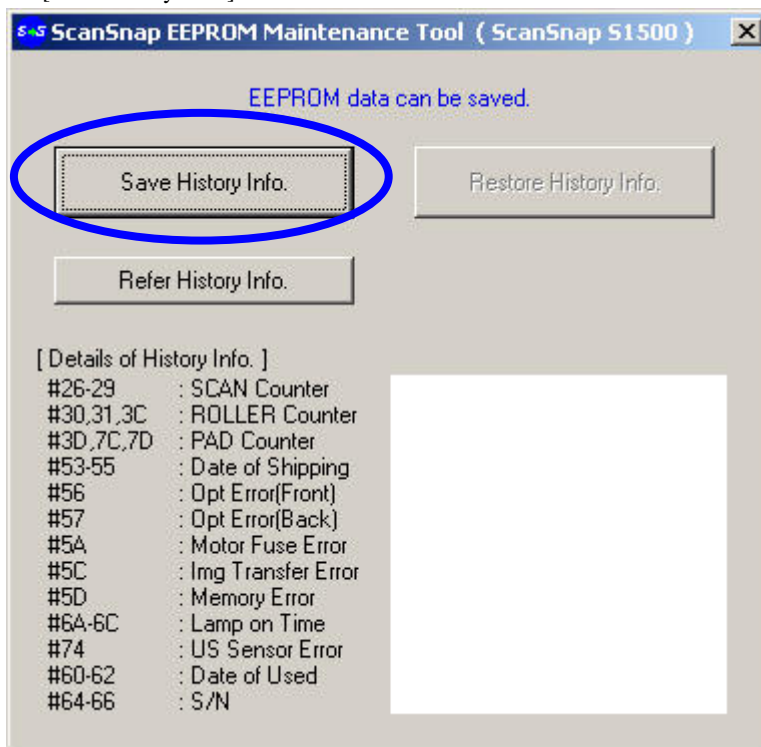 S+S ScanSnap EEPROM Maintenance Tool ( ScanSnap S1500 )
EEPROM data can be saved.
Save History Info.
Restore History Info.
Refer History Info.
[ Details of History Info. ]
#26-29 : SCAN Counter
#30,31,3C : ROLLER Counter
#3D,7C,7D : PAD Counter
#53-55 : Date of Shipping
#56 : Opt Error(Front)
#57 : Opt Error(Back)
#5A : Motor Fuse Error
#5C : Img Transfer Error
#5D : Memory Error
#6A-6C : Lamp on Time
#74 : US Sensor Error
#60-62 : Date of Used
#64-66 : S/N